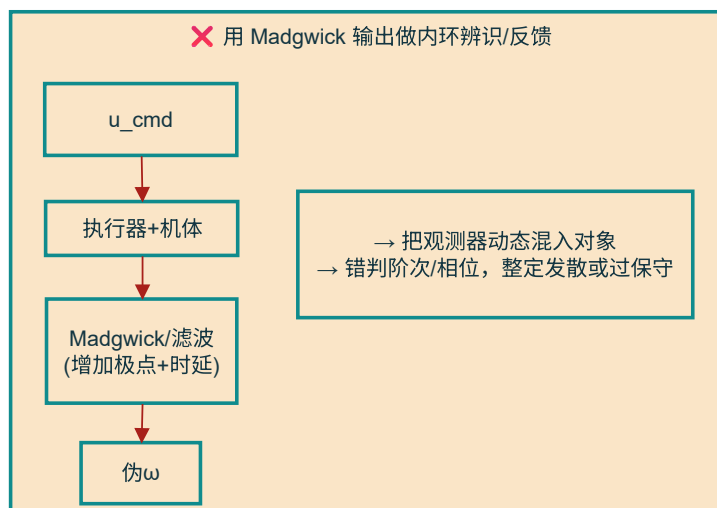 ❌ 用 Madgwick 输出做内环辨识/反馈
u_cmd
执行器+机体
→ 把观测器动态混入对象
→ 错判阶次/相位，整定发散或过保守
Madgwick/滤波
(增加极点+时延)
伪ω